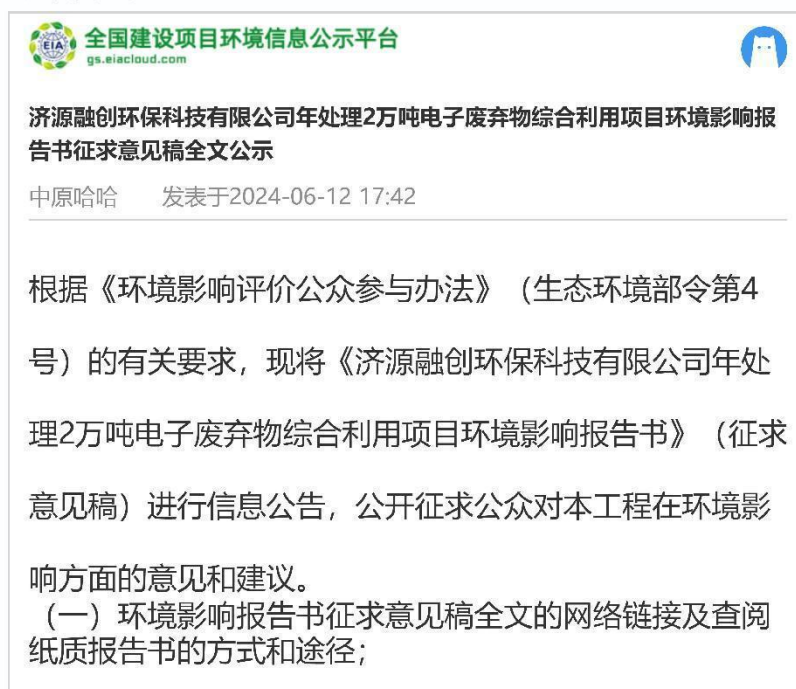 EIA
全国建设项目环境信息公示平台
gs.eiacloud.com
济源融创环保科技有限公司年处理2万吨电子废弃物综合利用项目环境影响报
告书征求意见稿全文公示
中原哈哈 发表于2024-06-12 17:42
根据《环境影响评价公众参与办法》（生态环境部令第4
号）的有关要求，现将《济源融创环保科技有限公司年处
理2万吨电子废弃物综合利用项目环境影响报告书》（征求
意见稿）进行信息公告，公开征求公众对本工程在环境影
响方面的意见和建议。
（一）环境影响报告书征求意见稿全文的网络链接及查阅
纸质报告书的方式和途径；